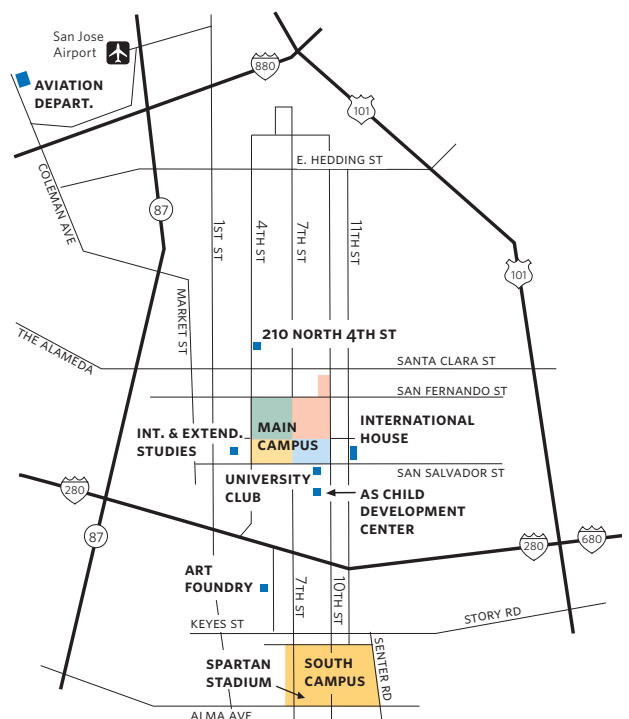 San Jose
Airport
880
AVIATION
DEPART.
101
E. HEDDING ST
COLEMAN AVE
87
1ST ST
4TH ST
7TH ST
11TH ST
101
MARKET ST
210 NORTH 4TH ST
THE ALAMEDA
SANTA CLARA ST
SAN FERNANDO ST
INT. & EXTEND.
STUDIES
MAIN
CAMPUS
INTERNATIONAL
HOUSE
SAN SALVADOR ST
UNIVERSITY
CLUB
280
AS CHILD
DEVELOPMENT
CENTER
87
280
680
ART
FOUNDRY
7TH ST
10TH ST
KEYES ST
STORY RD
SPARTAN
STADIUM
SOUTH
CAMPUS
SENTER RD
ALMA AVE